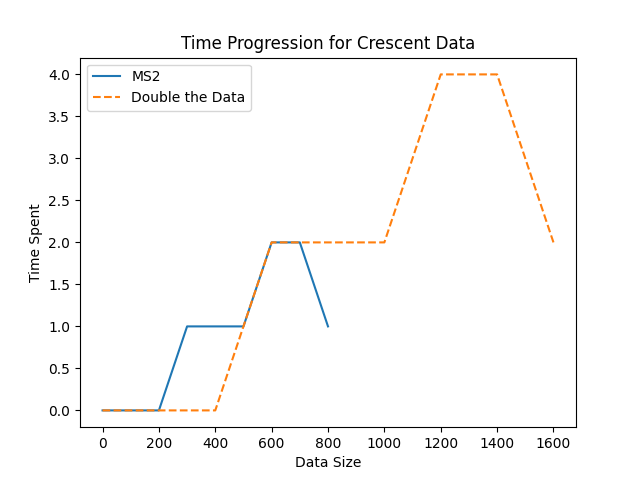 Time Progression for Crescent Data
MS2
Double the Data
Time Spent
4.0
3.5
3.0
2.5
2.0
1.5
1.0
0.5
0.0
0 200 400 600 800 1000 1200 1400 1600
Data Size